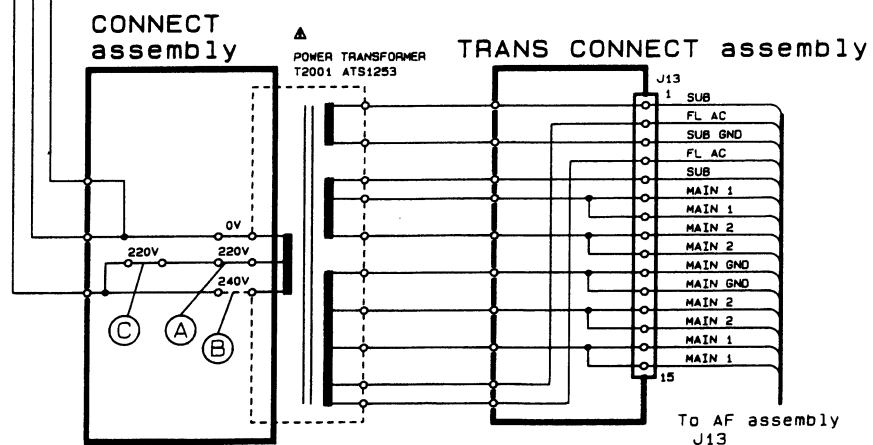 CONNECT
assembly
POWER TRANSFORMER
T2001 ATS1253
TRANS CONNECT assembly
J13
1
SUB
FL AC
SUB GND
FL AC
SUB
MAIN 1
MAIN 1
MAIN 2
MAIN 2
MAIN GND
MAIN GND
MAIN 2
MAIN 2
MAIN 1
MAIN 1
15
0V
220V
220V
240V
C
A
B
To AF assembly
J13